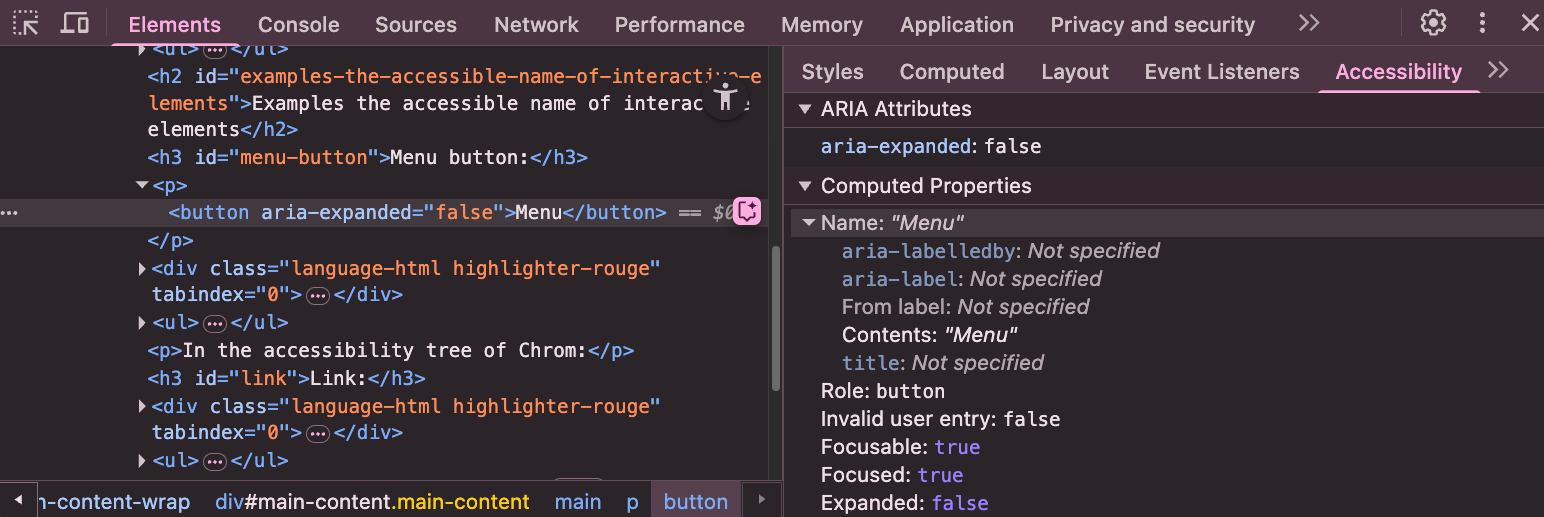 Elements Console Sources Network Performance Memory Application Privacy and security
<ul> </ul>
<h2 id="examples-the-accessible-name-of-interactive-e
lements">Examples the accessible name of
elements</h2>
<h3 id="menu-button">Menu button:</h3>
<p>
<button aria-expanded="false">Menu</button> == $0
</p>
<div class="language-html highlighter-rouge"
tabindex="0"> </div>
<ul> </ul>
<p>In the accessibility tree of Chrom:</p>
<h3 id="link">Link:</h3>
<div class="language-html highlighter-rouge"
tabindex="0"> </div>
<ul> </ul>
n-content-wrap div#main-content.main-content main p button
Styles Computed Layout Event Listeners Accessibility
ARIA Attributes
aria-expanded: false
Computed Properties
Name: "Menu"
aria-labelledby: Not specified
aria-label: Not specified
From label: Not specified
Contents: "Menu"
title: Not specified
Role: button
Invalid user entry: false
Focusable: true
Focused: true
Expanded: false